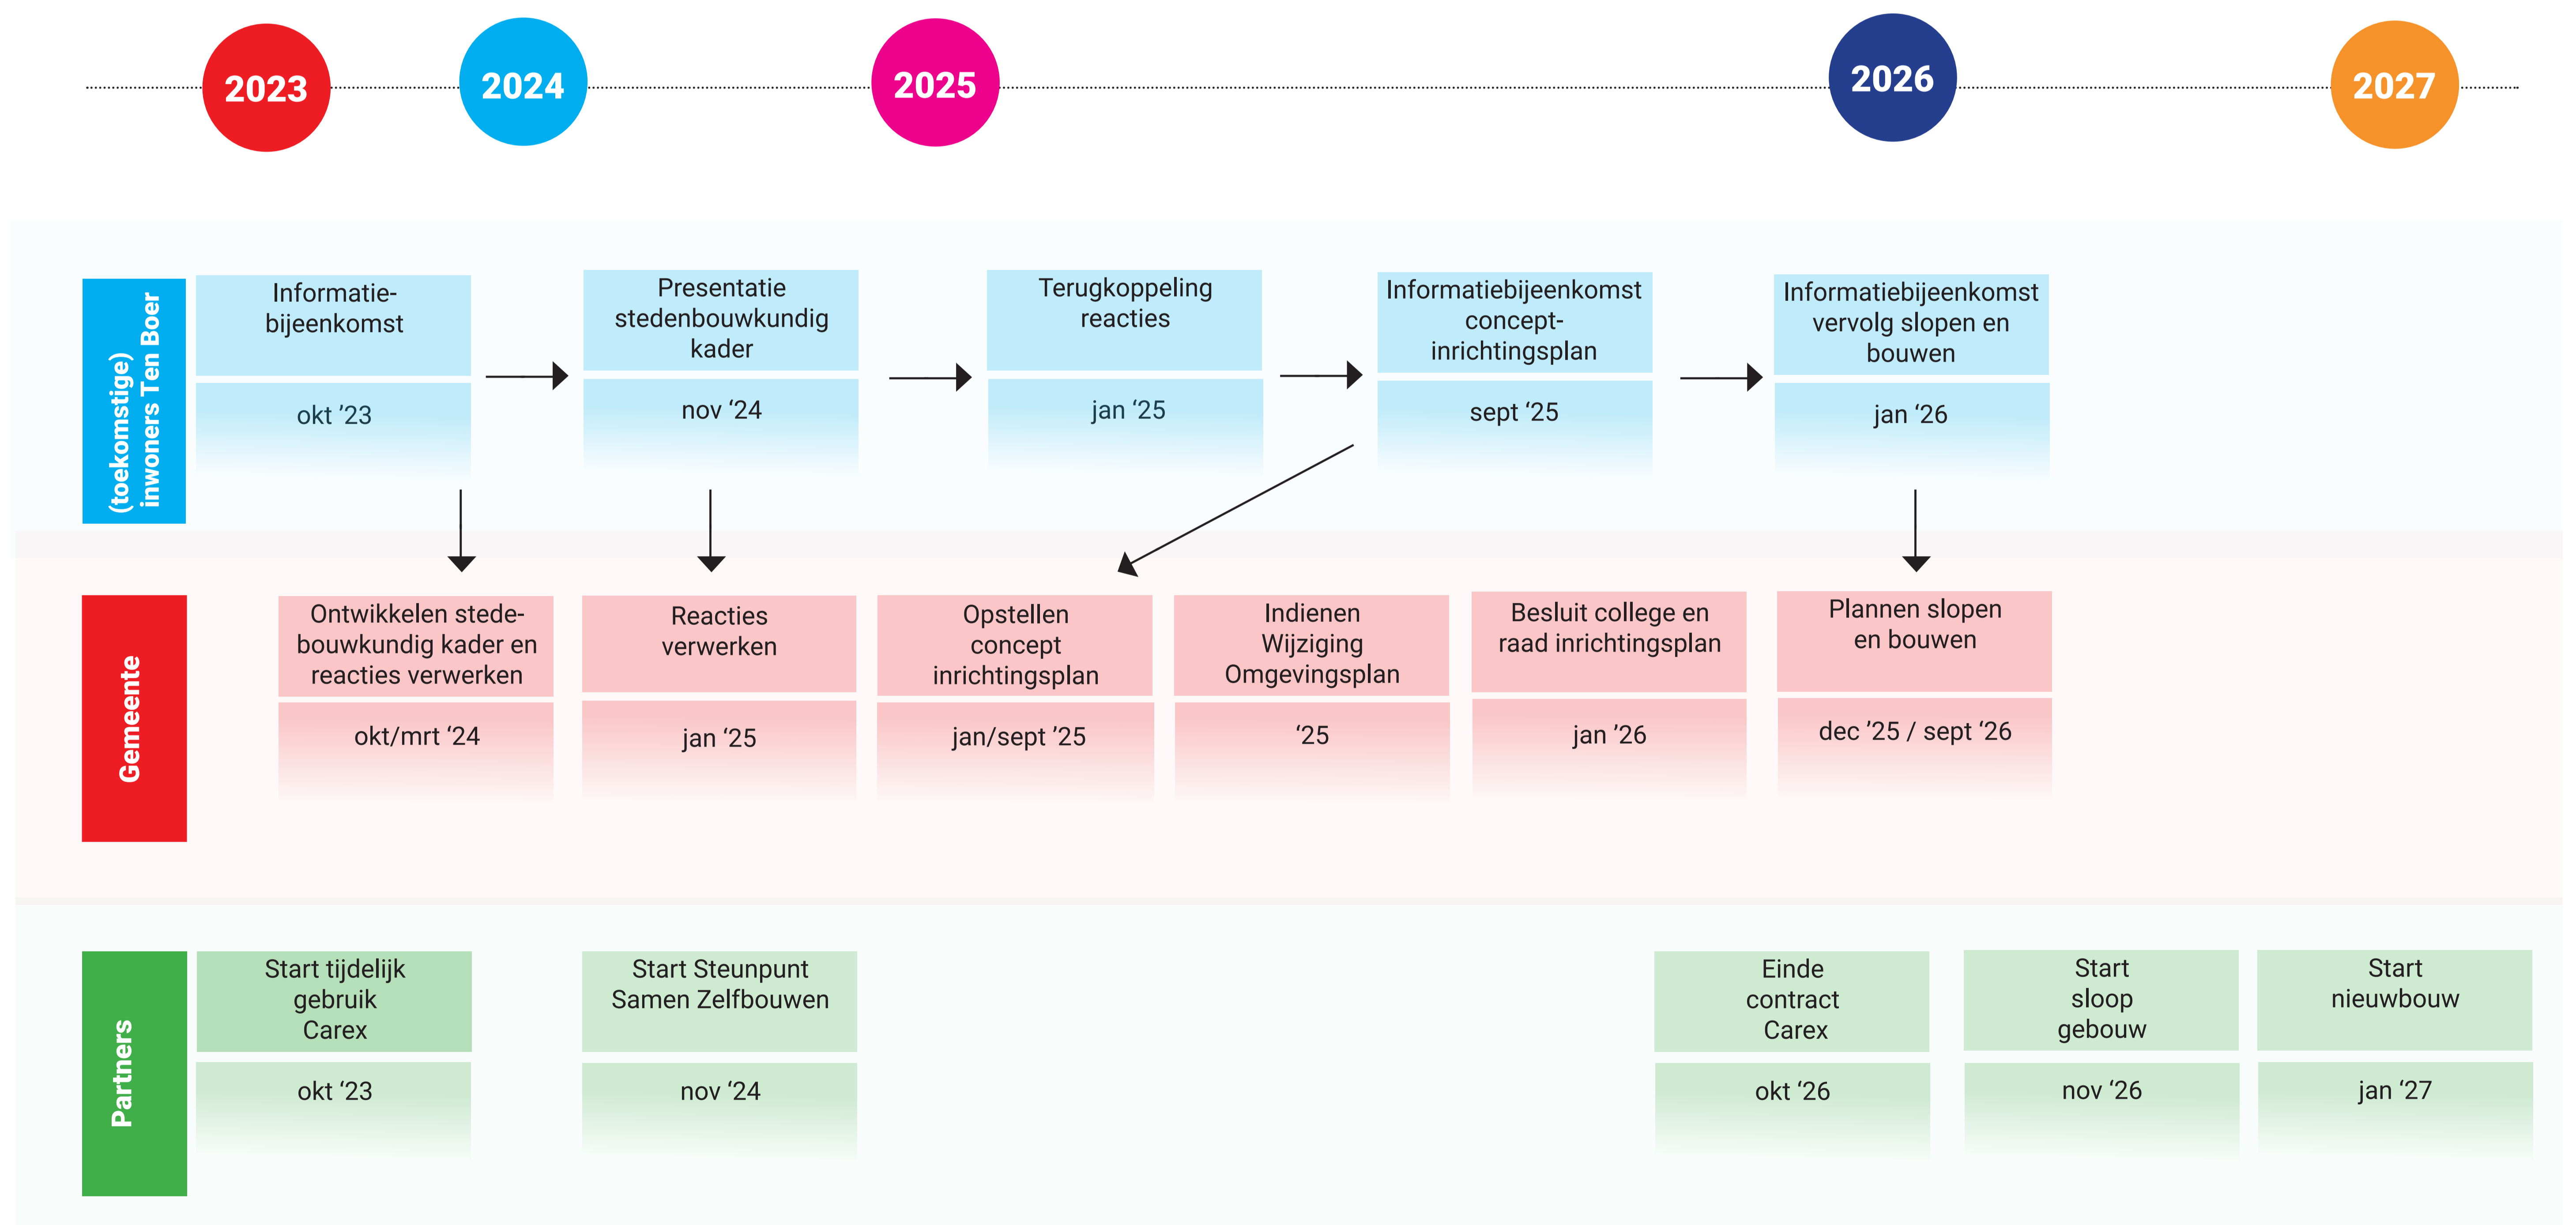 2023
2024
2025
2026
2027
(toekomstige)
inwoners Ten Boer
Informatie-
bijeenkomst
okt ’23
Presentatie
stedenbouwkundig
kader
nov ‘24
Terugkoppeling
reacties
jan ‘25
Informatiebijeenkomst
concept-
inrichtingsplan
sept ‘25
Informatiebijeenkomst
vervolg slopen en
bouwen
jan ‘26
Gemeente
Ontwikkelen stede-
bouwkundig kader en
reacties verwerken
okt/mrt ‘24
Reacties
verwerken
jan ‘25
Opstellen
concept
inrichtingsplan
jan/sept ’25
Indienen
Wijziging
Omgevingsplan
‘25
Besluit college en
raad inrichtingsplan
jan ’26
Plannen slopen
en bouwen
dec ’25 / sept ‘26
Partners
Start tijdelijk
gebruik
Carex
okt ‘23
Start Steunpunt
Samen Zelfbouwen
nov ‘24
Einde
contract
Carex
okt ‘26
Start
sloop
gebouw
nov ‘26
Start
nieuwbouw
jan ‘27